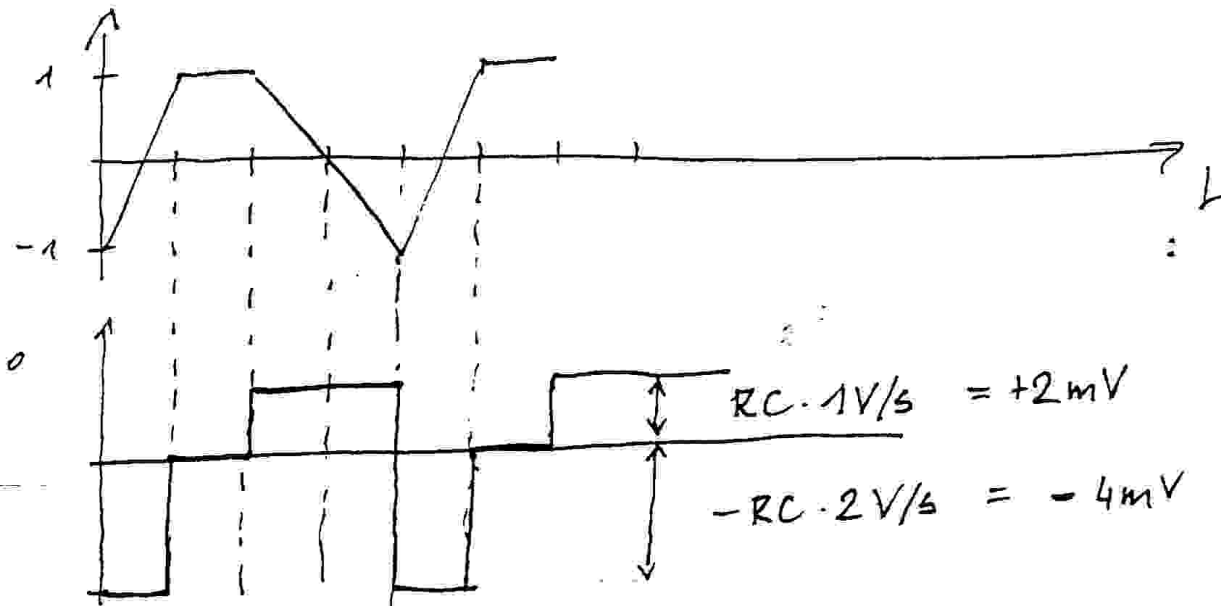 1
-1
0
RC · 1V/s = +2mV
-RC · 2V/s = -4mV